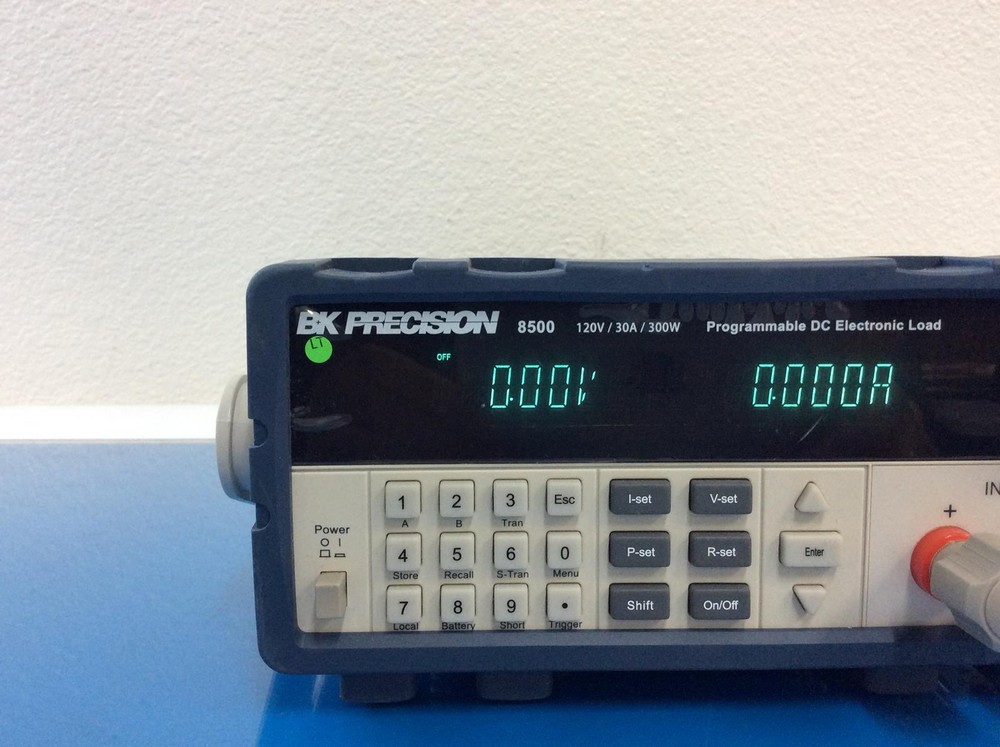 BK PRECISION 8500 120V / 30A / 300W Programmable DC Electronic Load
LT
OFF
0.00V 0.000A
1 2 3 Esc I-set V-set
A B Tran
IN
+
Power
O I
4 5 6 0 P-set R-set Enter
Store Recall S-Tran Menu
7 8 9 • Shift On/Off
Local Battery Short Trigger